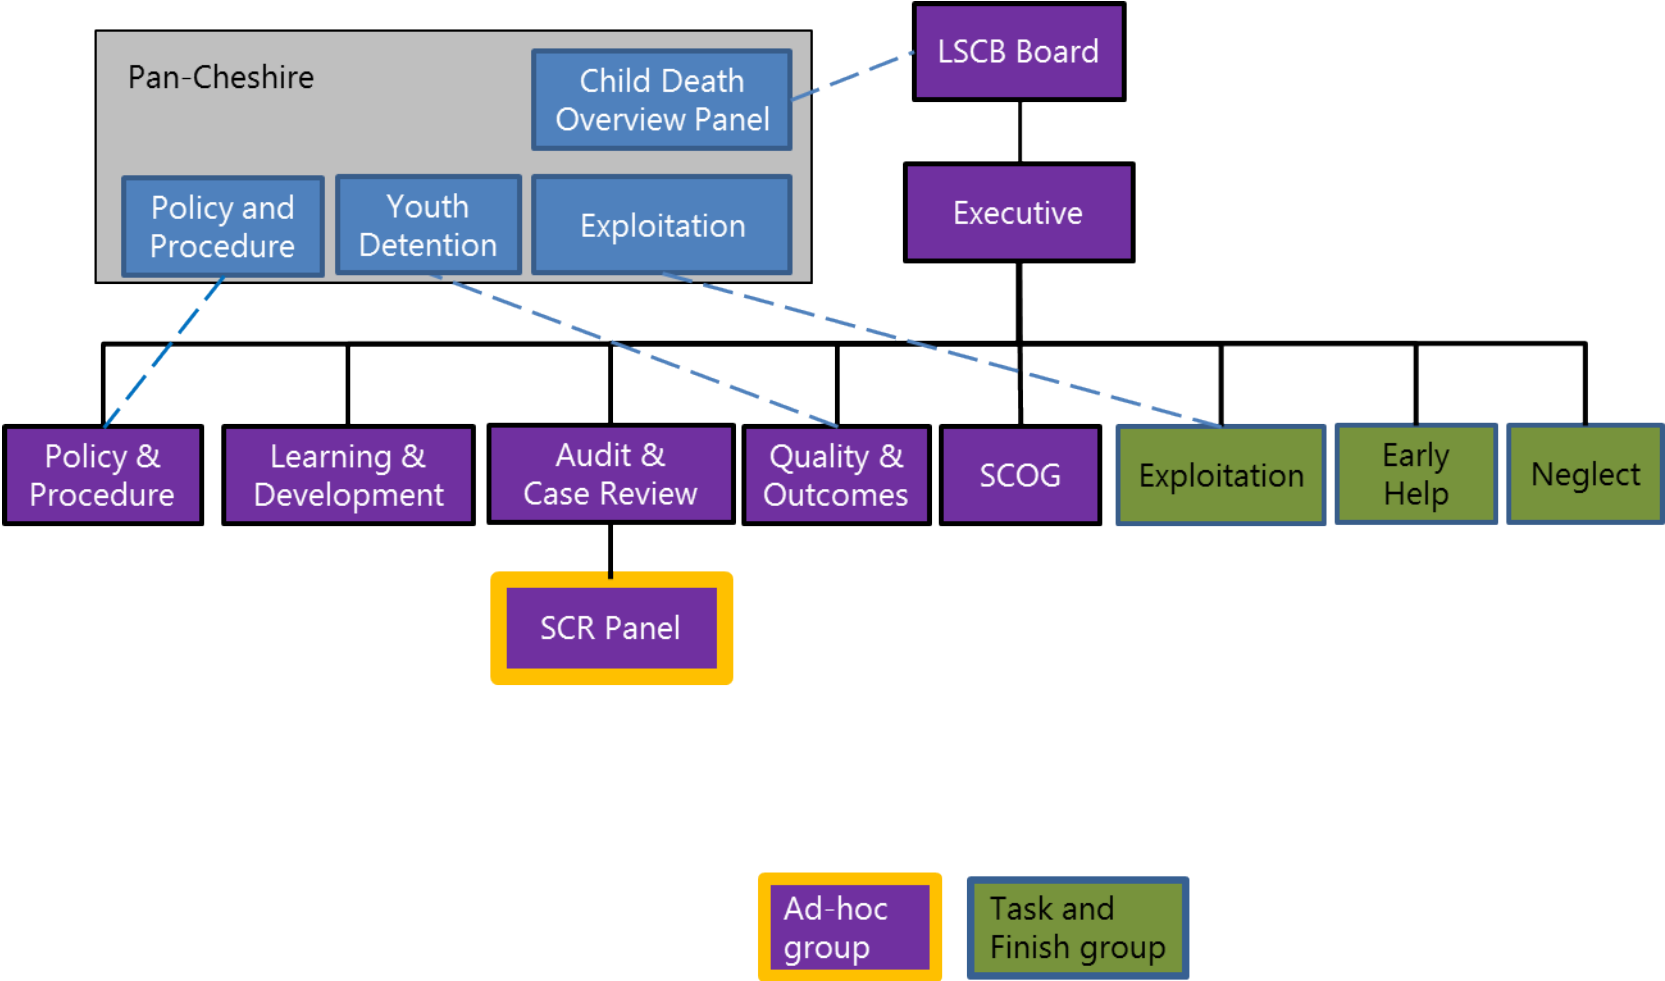 LSCB Board
Pan-Cheshire
Child Death
Overview Panel
Policy and
Procedure
Youth
Detention
Exploitation
Executive
Policy &
Procedure
Learning &
Development
Audit &
Case Review
Quality &
Outcomes
SCOG
Exploitation
Early
Help
Neglect
SCR Panel
Ad-hoc
group
Task and
Finish group